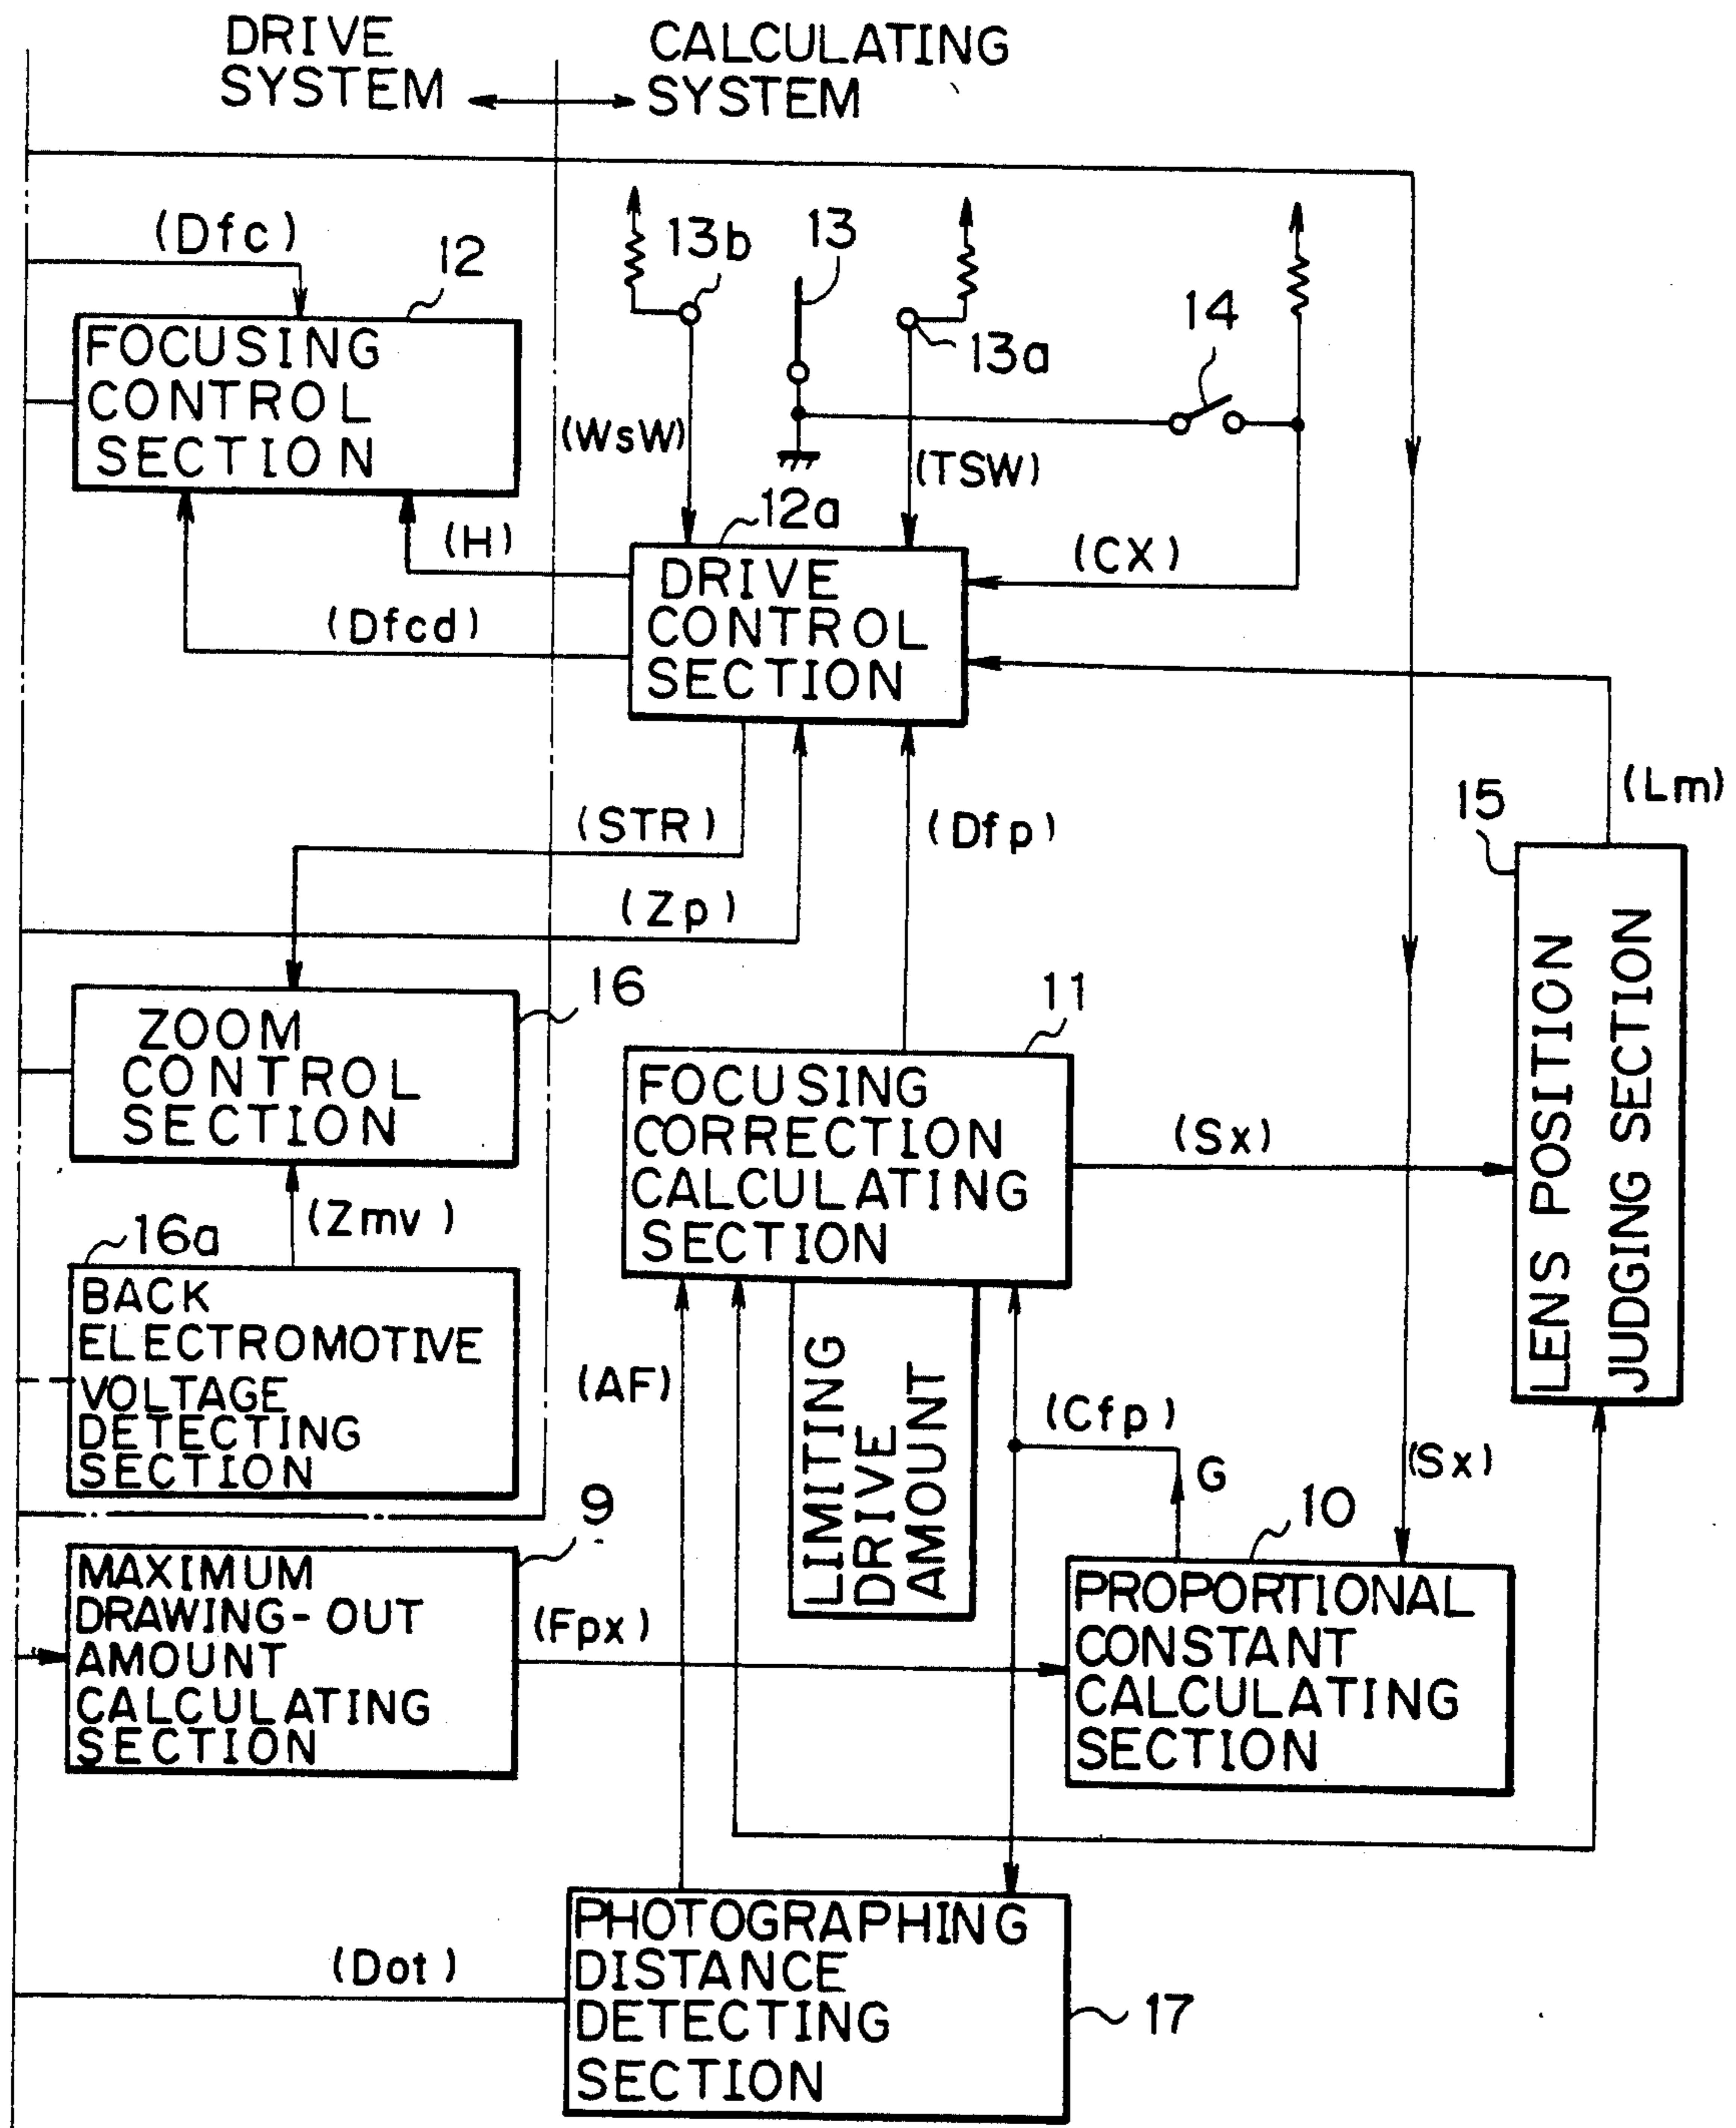 DRIVE
SYSTEM
CALCULATING
SYSTEM
(Dfc)
12
13b
13
13a
14
FOCUSING
CONTROL
SECTION
(WsW)
(TSW)
(H)
12a
(CX)
(Dfcd)
DRIVE
CONTROL
SECTION
(Lm)
15
(STR)
(Dfp)
(Zp)
16
11
ZOOM
CONTROL
SECTION
FOCUSING
CORRECTION
CALCULATING
SECTION
(Sx)
LENS POSITION
JUDGING SECTION
(Zmv)
16a
BACK
ELECTROMOTIVE
VOLTAGE
DETECTING
SECTION
(AF)
LIMITING
DRIVE
AMOUNT
(Cfp)
G
(Sx)
9
10
MAXIMUM
DRAWING-OUT
AMOUNT
CALCULATING
SECTION
(Fpx)
PROPORTIONAL
CONSTANT
CALCULATING
SECTION
(Dot)
PHOTOGRAPHING
DISTANCE
DETECTING
SECTION
17